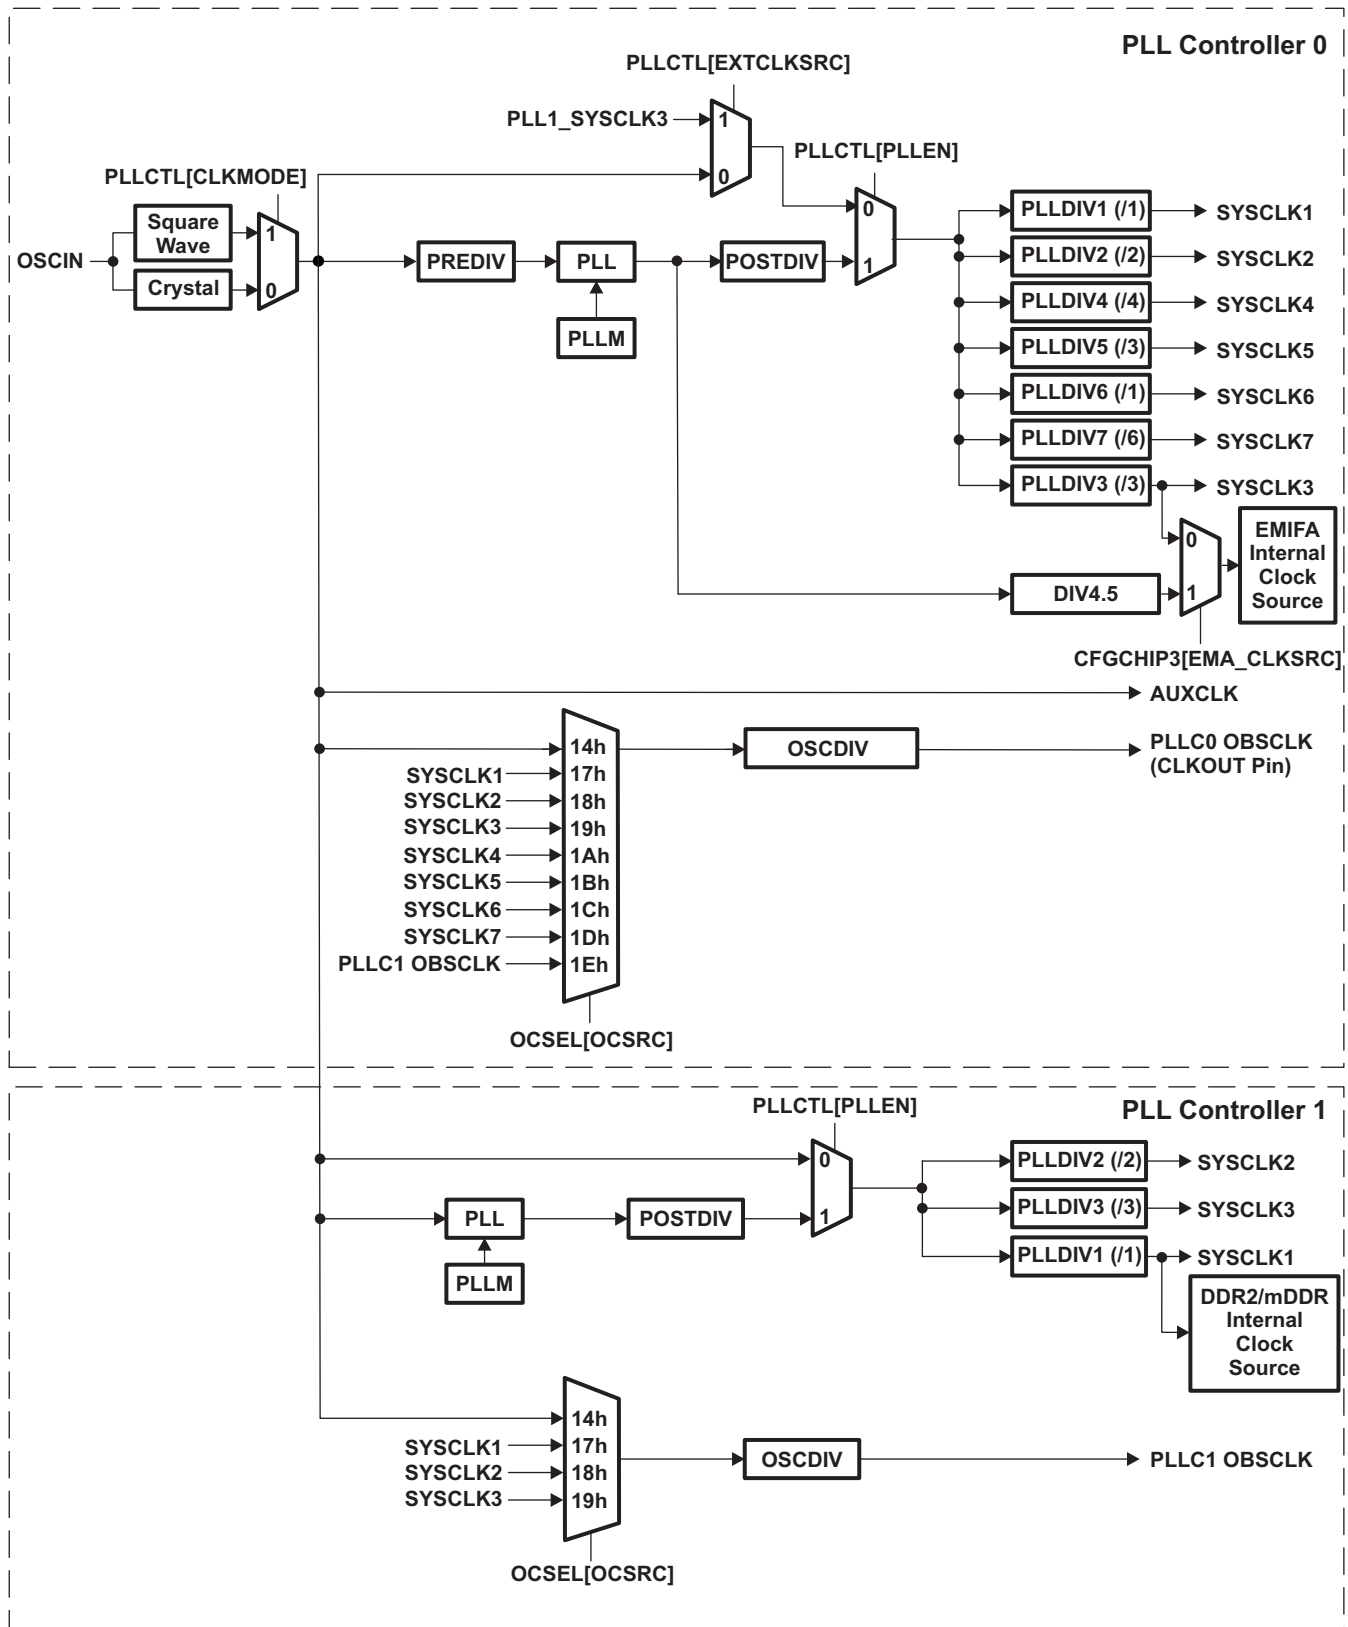 PLL Controller 0
PLLCTL[EXTCLKSRC]
PLL1_SYSCLK3
1
0
PLLCTL[PLLEN]
0
1
PLLCTL[CLKMODE]
OSCIN
Square
Wave
Crystal
1
0
PREDIV
PLL
PLLM
POSTDIV
PLLDIV1 (/1)
SYSCLK1
PLLDIV2 (/2)
SYSCLK2
PLLDIV4 (/4)
SYSCLK4
PLLDIV5 (/3)
SYSCLK5
PLLDIV6 (/1)
SYSCLK6
PLLDIV7 (/6)
SYSCLK7
PLLDIV3 (/3)
SYSCLK3
0
1
EMIFA
Internal
Clock
Source
DIV4.5
CFGCHIP3[EMA_CLKSRC]
AUXCLK
14h
OSCDIV
PLLC0 OBSCLK
(CLKOUT Pin)
SYSCLK1
17h
SYSCLK2
18h
SYSCLK3
19h
SYSCLK4
1Ah
SYSCLK5
1Bh
SYSCLK6
1Ch
SYSCLK7
1Dh
PLLC1 OBSCLK
1Eh
OCSEL[OCSRC]
PLL Controller 1
PLLCTL[PLLEN]
0
1
PLL
PLLM
POSTDIV
PLLDIV2 (/2)
SYSCLK2
PLLDIV3 (/3)
SYSCLK3
PLLDIV1 (/1)
SYSCLK1
DDR2/mDDR
Internal
Clock
Source
14h
SYSCLK1
17h
SYSCLK2
18h
SYSCLK3
19h
OSCDIV
PLLC1 OBSCLK
OCSEL[OCSRC]